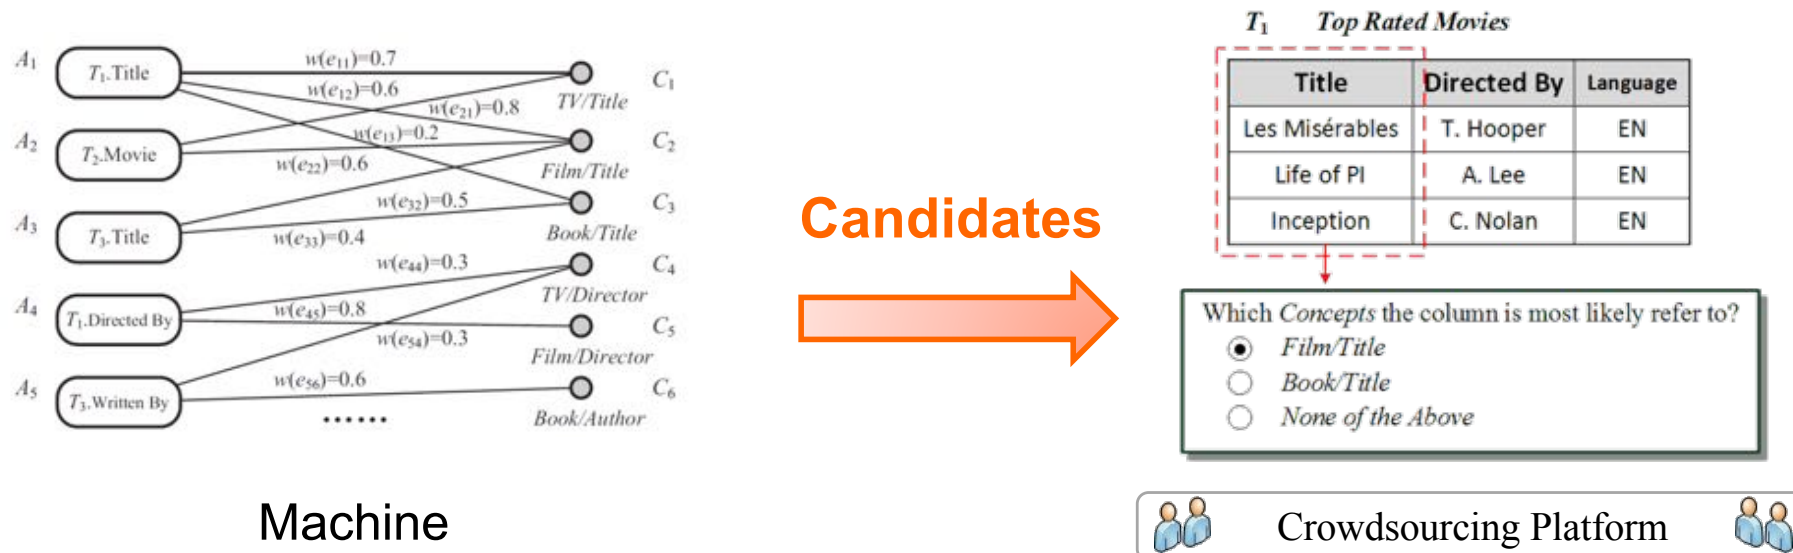 A1 T1.Title w(e11)=0.7 C1
TV/Title
w(e12)=0.6
w(e21)=0.8
w(e13)=0.2
A2 T2.Movie C2
w(e22)=0.6 Film/Title
w(e32)=0.5 C3
A3 T3.Title Book/Title
w(e33)=0.4
w(e44)=0.3 C4
TV/Director
A4 T1.Directed By w(e45)=0.8 C5
w(e54)=0.3 Film/Director
A5 T3.Written By w(e56)=0.6 C6
...... Book/Author
Machine
Candidates
T1 Top Rated Movies
Title Directed By Language
Les Misérables T. Hooper EN
Life of PI A. Lee EN
Inception C. Nolan EN
Which Concepts the column is most likely refer to?
Film/Title
Book/Title
None of the Above
Crowdsourcing Platform